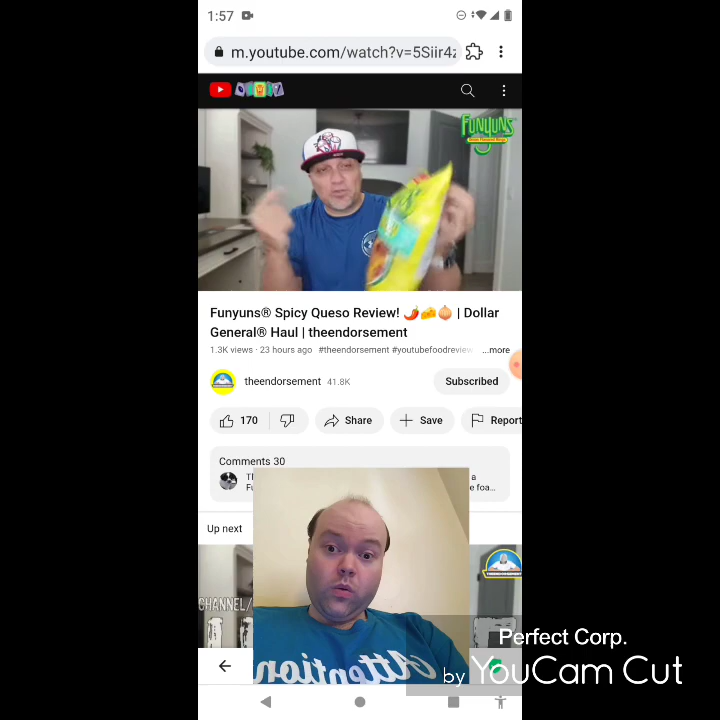 1:57
m.youtube.com/watch?v=5Siir4z
FUNYUNS
Funyuns® Spicy Queso Review! 🌶️🧀🧅 | Dollar
General® Haul | theendorsement
1.3K views · 23 hours ago #theendorsement #youtubefoodreview ...more
theendorsement 41.8K Subscribed
170 Share Save Report
Comments 30
a
e foa...
Up next
CHANNEL/
Attention
Perfect Corp.
by YouCam Cut